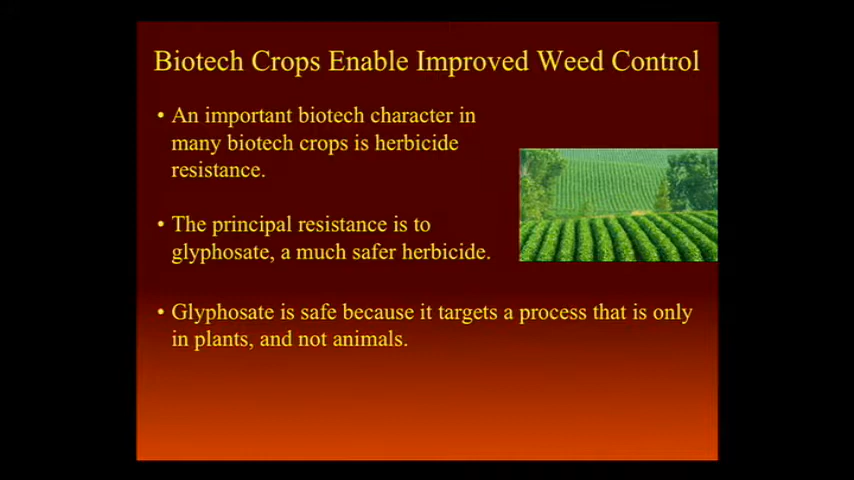 Biotech Crops Enable Improved Weed Control
• An important biotech character in
many biotech crops is herbicide
resistance.
• The principal resistance is to
glyphosate, a much safer herbicide.
• Glyphosate is safe because it targets a process that is only
in plants, and not animals.